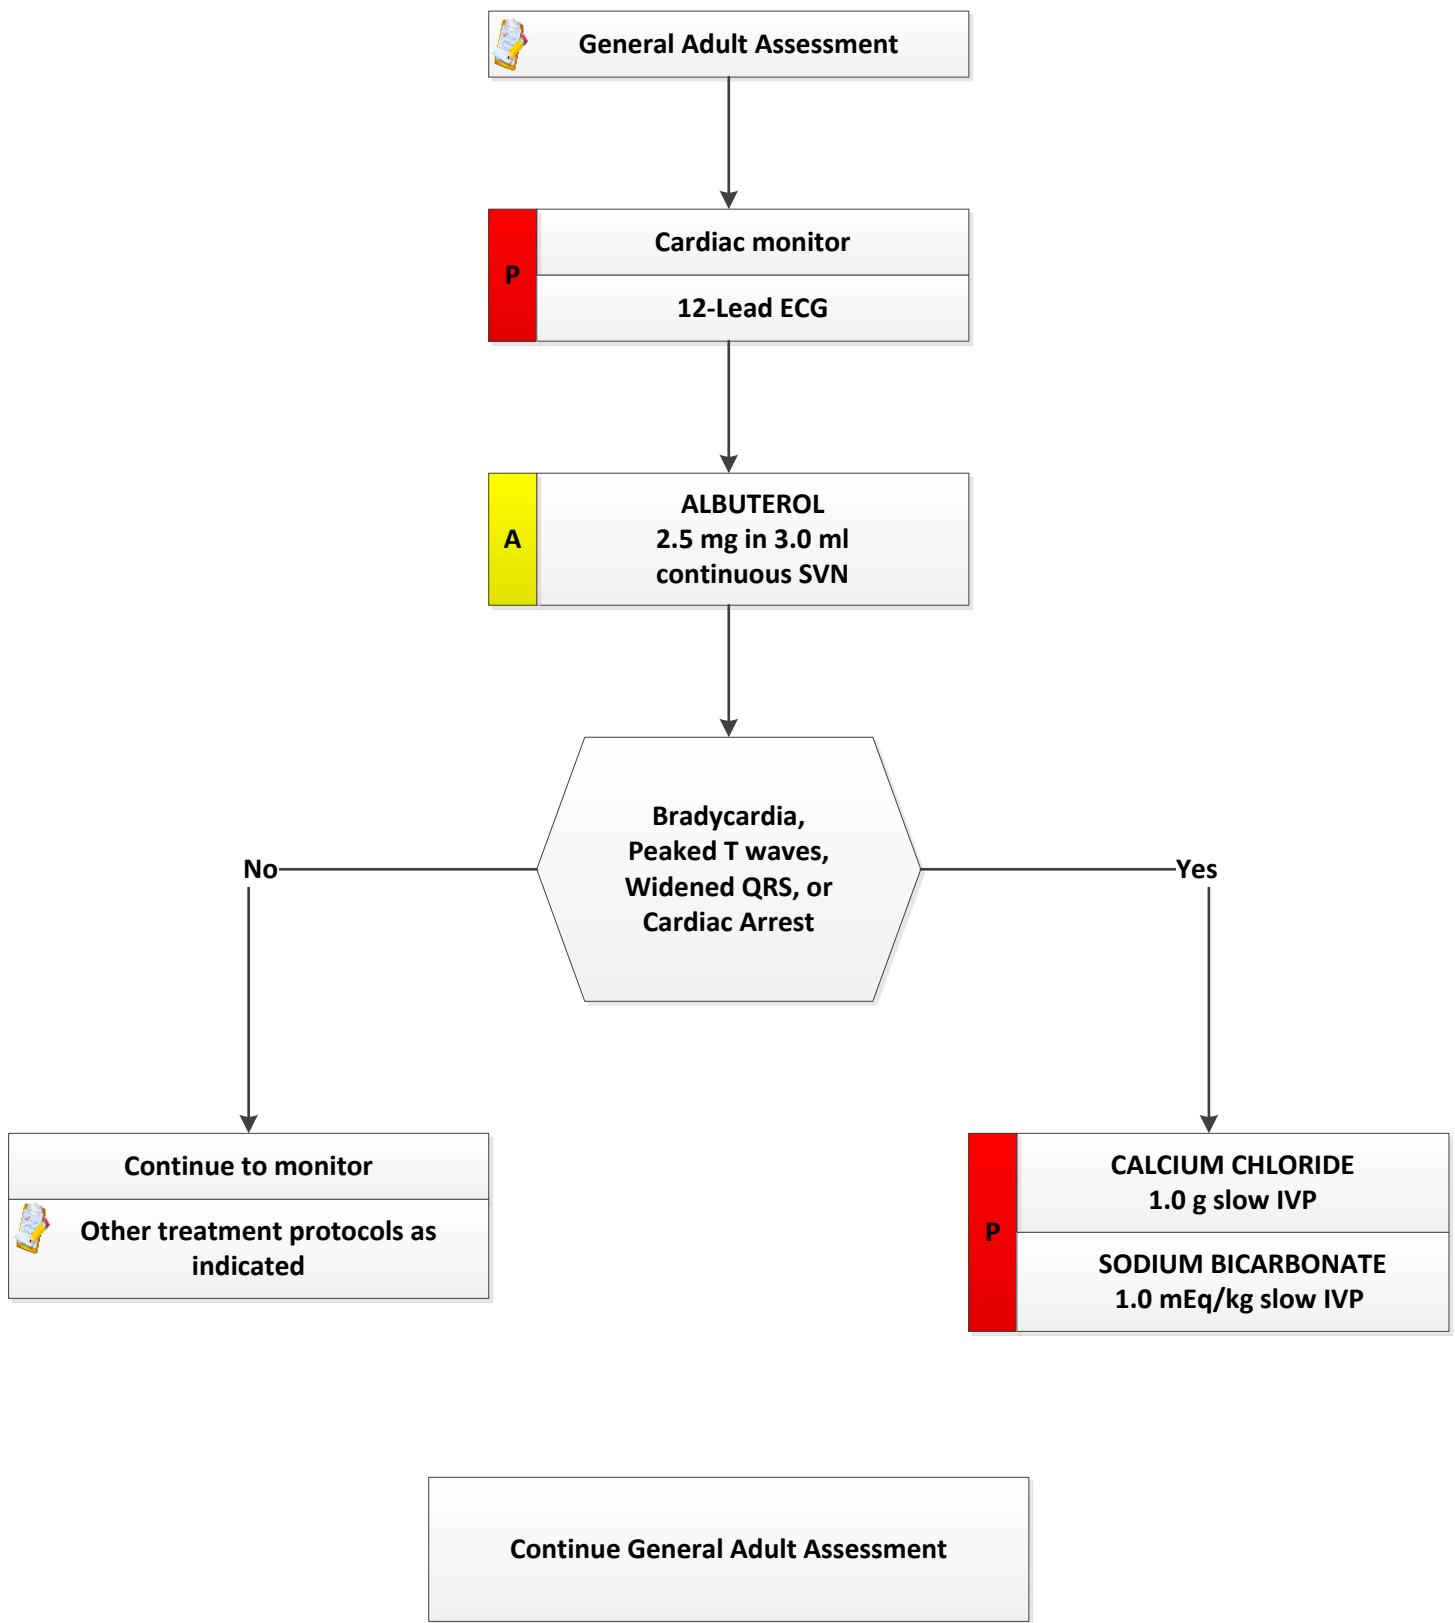 General Adult Assessment
P
Cardiac monitor
12-Lead ECG
A
ALBUTEROL
2.5 mg in 3.0 ml
continuous SVN
Bradycardia,
Peaked T waves,
Widened QRS, or
Cardiac Arrest
No
Yes
Continue to monitor
Other treatment protocols as
indicated
P
CALCIUM CHLORIDE
1.0 g slow IVP
SODIUM BICARBONATE
1.0 mEq/kg slow IVP
Continue General Adult Assessment